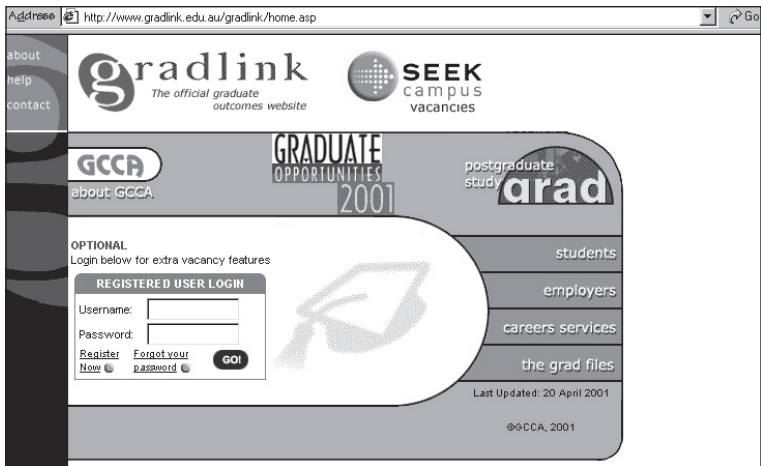 Address http://www.gradlink.edu.au/gradlink/home.asp Go
about
help
contact
gradlink
The official graduate
outcomes website
SEEK
campus
vacancies
GCCA
about GCCA
GRADUATE
OPPORTUNITIES
2001
postgraduate
study
grad
OPTIONAL
Login below for extra vacancy features
REGISTERED USER LOGIN
Username:
Password:
Register
Now
Forgot your
password
GO!
students
employers
careers services
the grad files
Last Updated: 20 April 2001
©GCCA, 2001